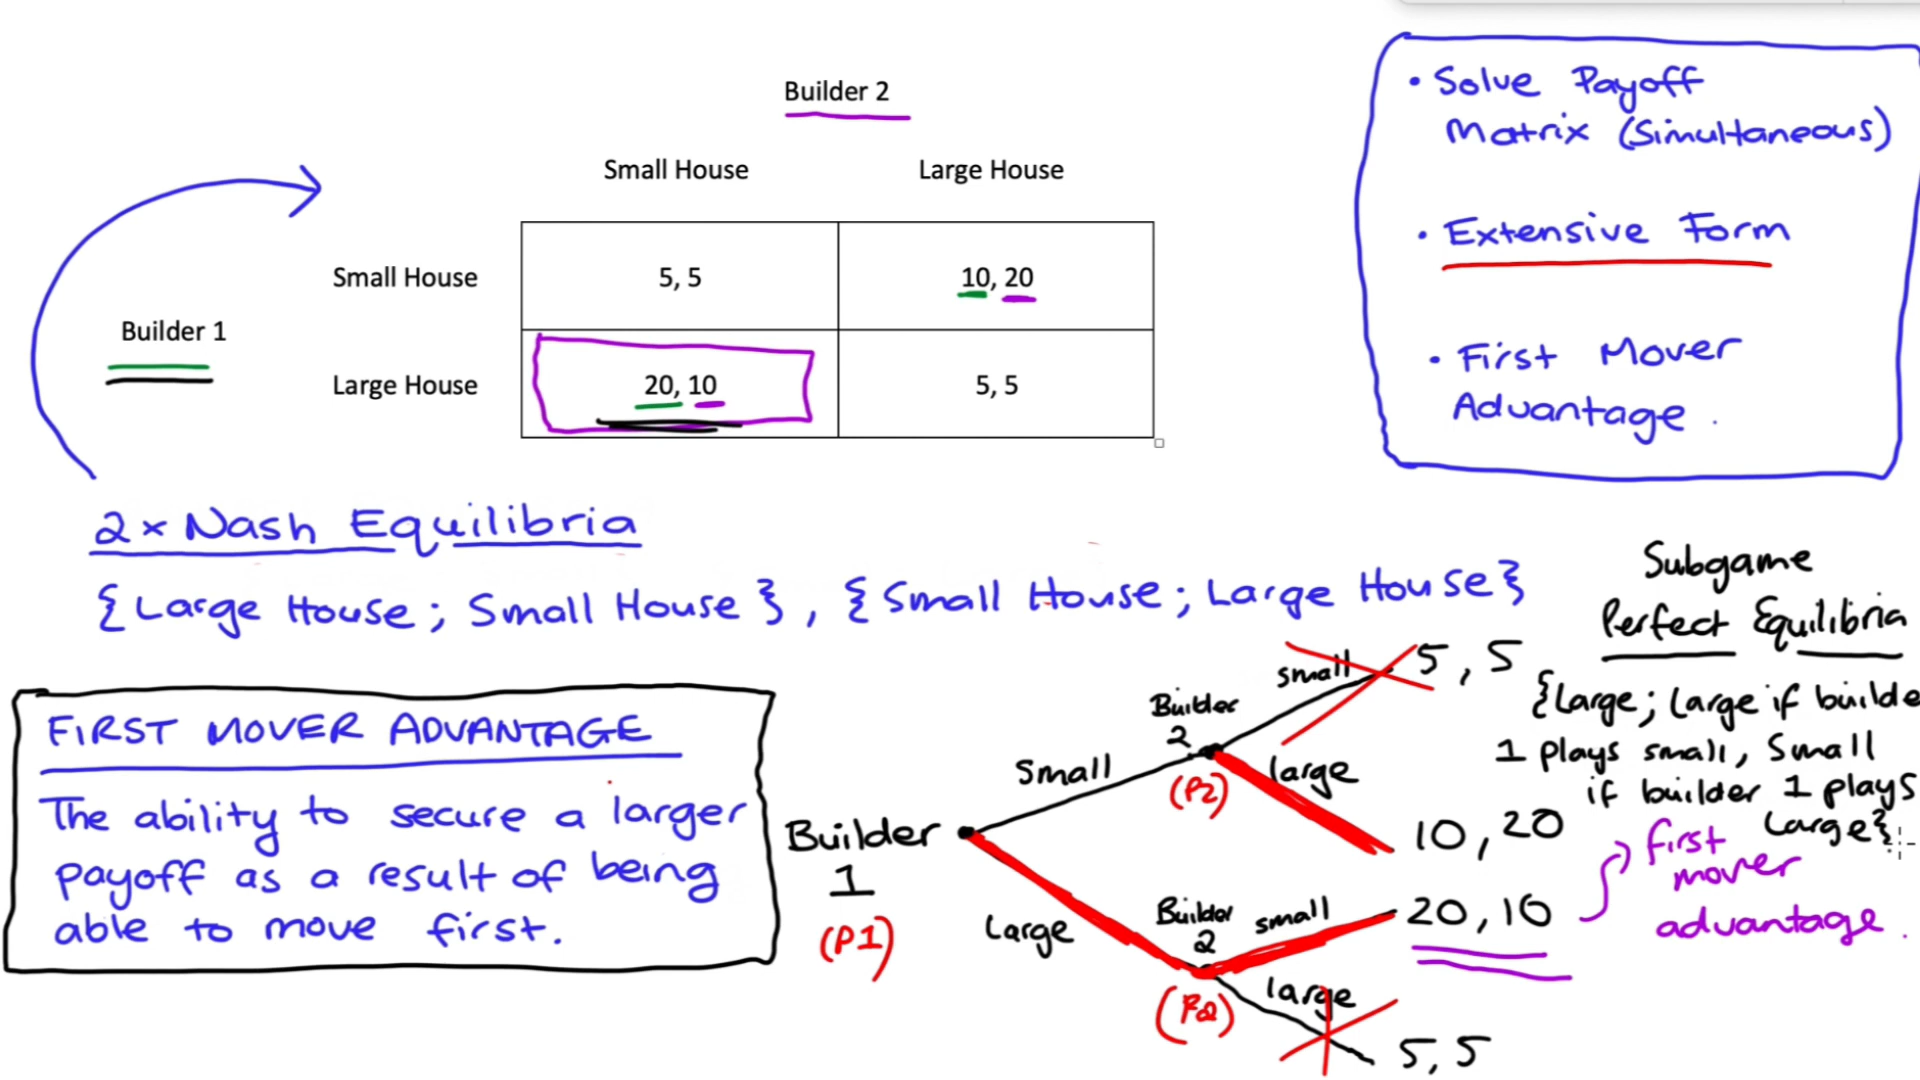 Builder 2
Small House Large House
Small House 5, 5 10, 20
Builder 1
Large House 20, 10 5, 5
• Solve Payoff
Matrix (Simultaneous)
• Extensive Form
• First Mover
Advantage.
2x Nash Equilibria
{Large House; Small House}, {Small House; Large House}
FIRST MOVER ADVANTAGE
The ability to secure a larger
payoff as a result of being
able to move first.
Builder
1
(P1)
Small
Large
Builder
2
(P2)
small
large
5, 5
10, 20
Builder
2
(P2)
small
large
20, 10
5, 5
Subgame
Perfect Equilibria
{Large; Large if builde
1 plays small, Small
if builder 1 plays
Large}
first
mover
advantage.